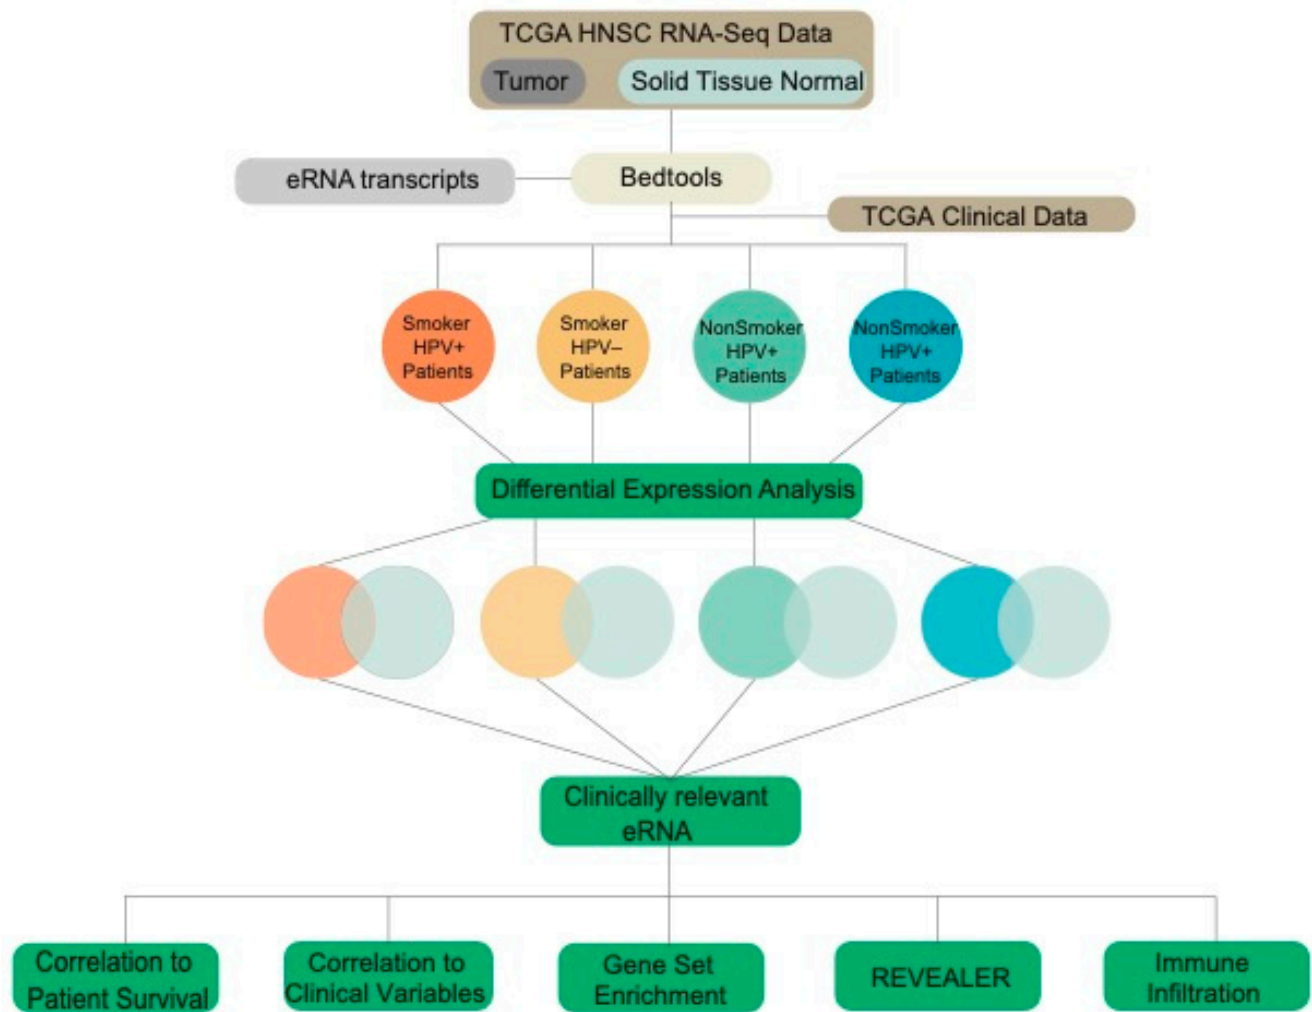 TCGA HNSC RNA-Seq Data
Tumor
Solid Tissue Normal
eRNA transcripts
Bedtools
TCGA Clinical Data
Smoker
HPV+
Patients
Smoker
HPV–
Patients
NonSmoker
HPV+
Patients
NonSmoker
HPV+
Patients
Differential Expression Analysis
Clinically relevant
eRNA
Correlation to
Patient Survival
Correlation to
Clinical Variables
Gene Set
Enrichment
REVEALER
Immune
Infiltration